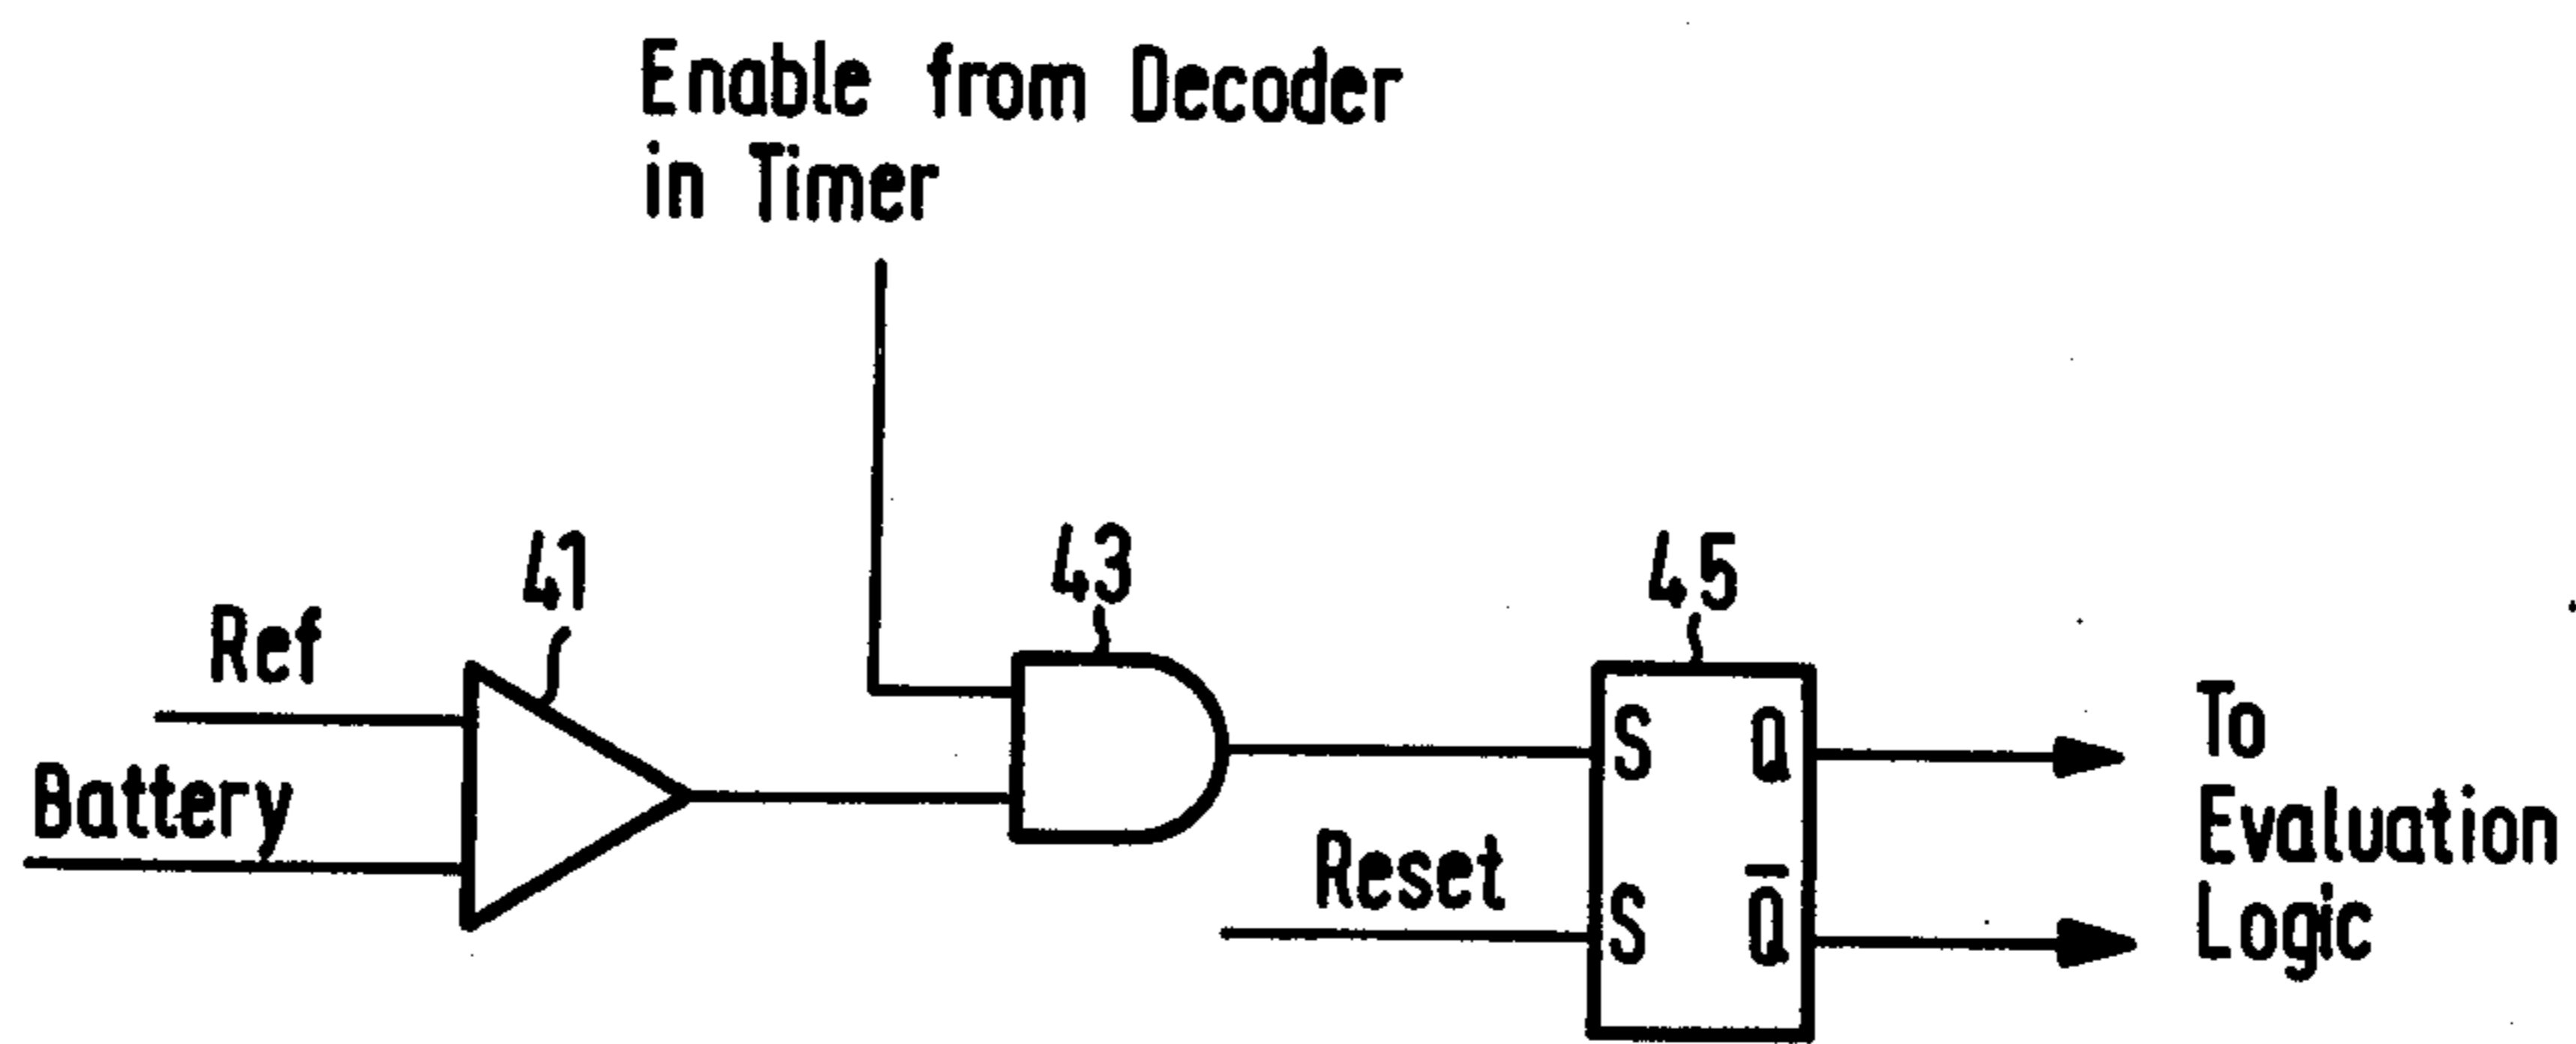 Enable from Decoder
in Timer
41
43
45
Ref
Battery
Reset
S Q
S Q̅
To
Evaluation
Logic